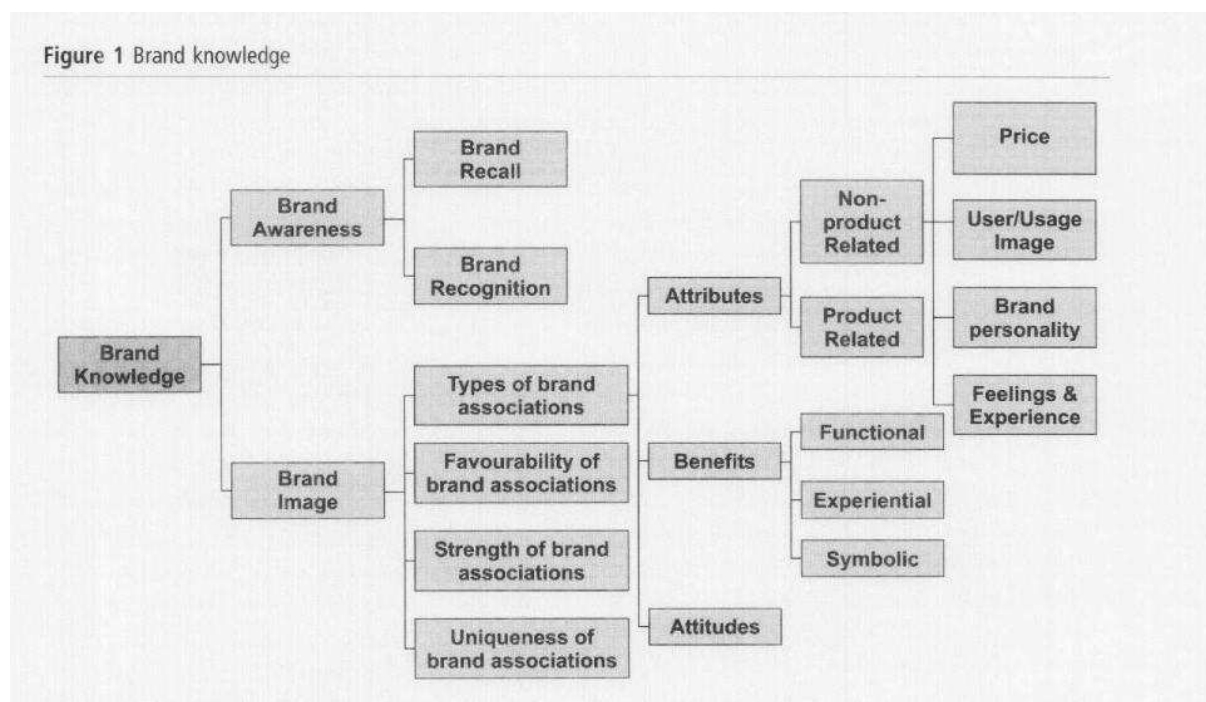 Figure 1 Brand knowledge
Brand
Knowledge
Brand
Awareness
Brand
Image
Brand
Recall
Brand
Recognition
Types of brand
associations
Favourability of
brand associations
Strength of brand
associations
Uniqueness of
brand associations
Attributes
Benefits
Attitudes
Non-
product
Related
Product
Related
Functional
Experiential
Symbolic
Price
User/Usage
Image
Brand
personality
Feelings &
Experience